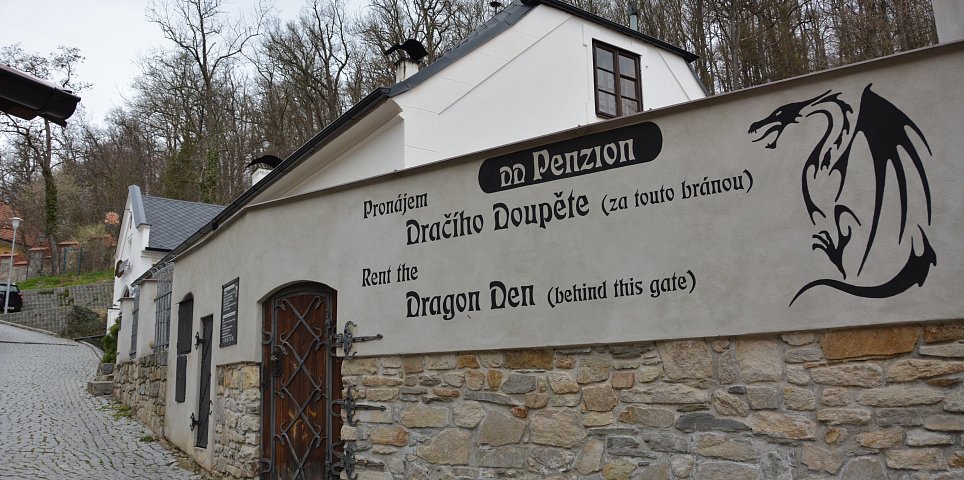 DD Penzion
Pronájem
Dračího Doupěte (za touto bránou)
Rent the
Dragon Den (behind this gate)